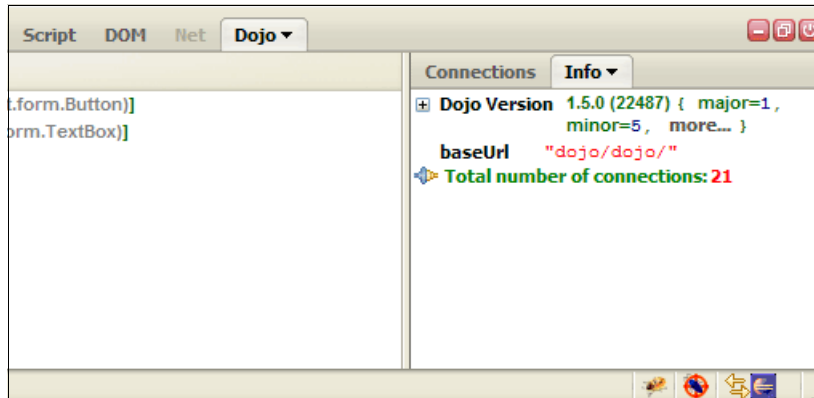 Script DOM Net Dojo
Connections Info
t.form.Button)]
orm.TextBox)]
Dojo Version 1.5.0 (22487) { major=1,
minor=5, more... }
baseUrl "dojo/dojo/"
Total number of connections: 21